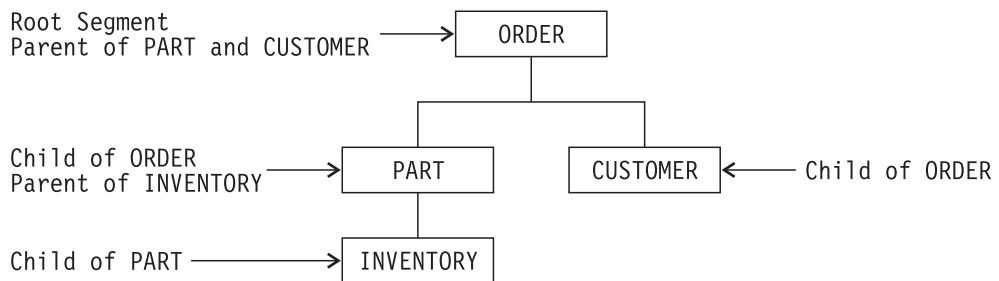 Root Segment
Parent of PART and CUSTOMER
ORDER
Child of ORDER
Parent of INVENTORY
PART
CUSTOMER
Child of ORDER
Child of PART
INVENTORY